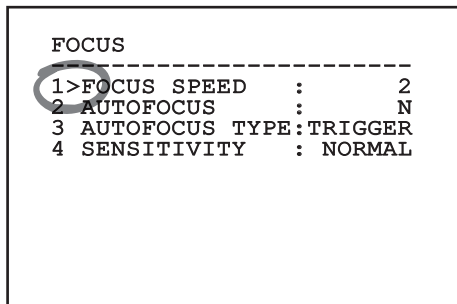 FOCUS
--------------------------
1>FOCUS SPEED   :      2
2 AUTOFOCUS     :      N
3 AUTOFOCUS TYPE:TRIGGER
4 SENSITIVITY   : NORMAL